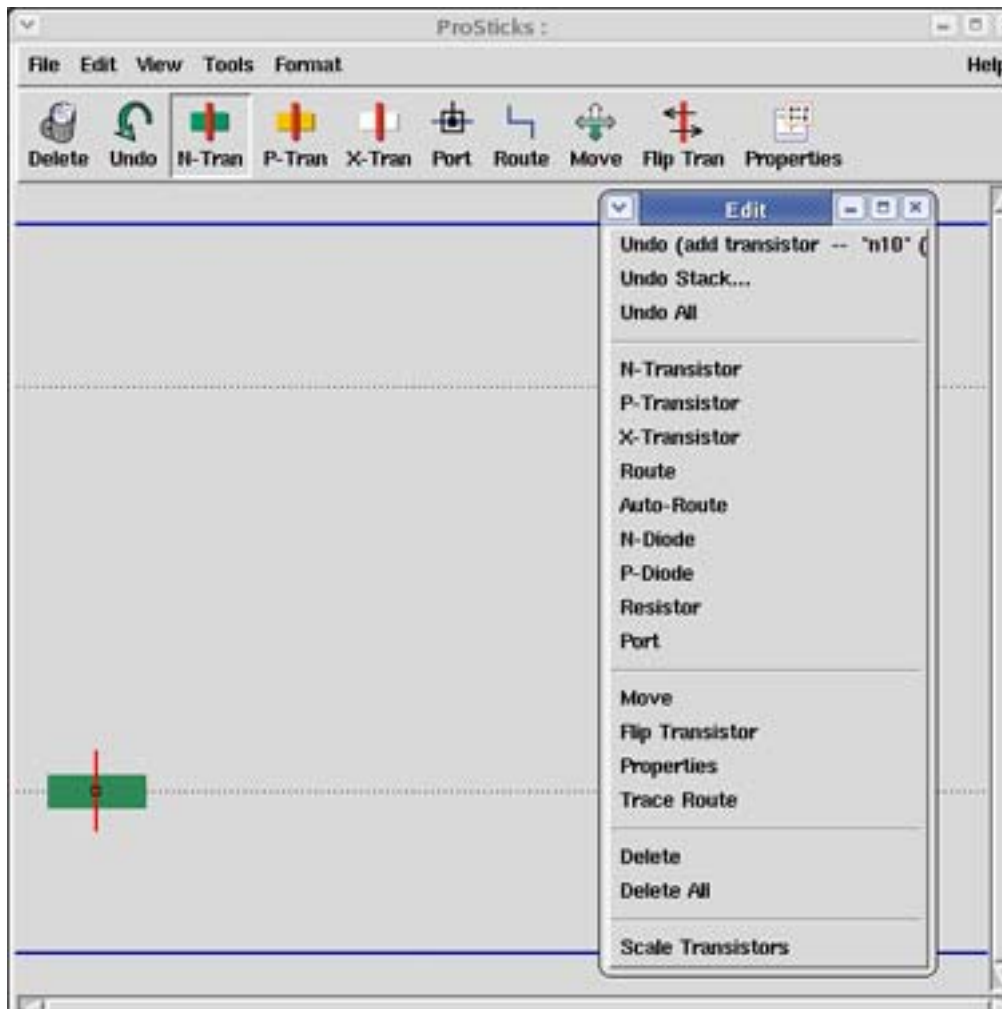 ProSticks :
File Edit View Tools Format Help
Delete Undo N-Tran P-Tran X-Tran Port Route Move Flip Tran Properties
Edit
Undo (add transistor -- "n10" (
Undo Stack...
Undo All
N-Transistor
P-Transistor
X-Transistor
Route
Auto-Route
N-Diode
P-Diode
Resistor
Port
Move
Flip Transistor
Properties
Trace Route
Delete
Delete All
Scale Transistors